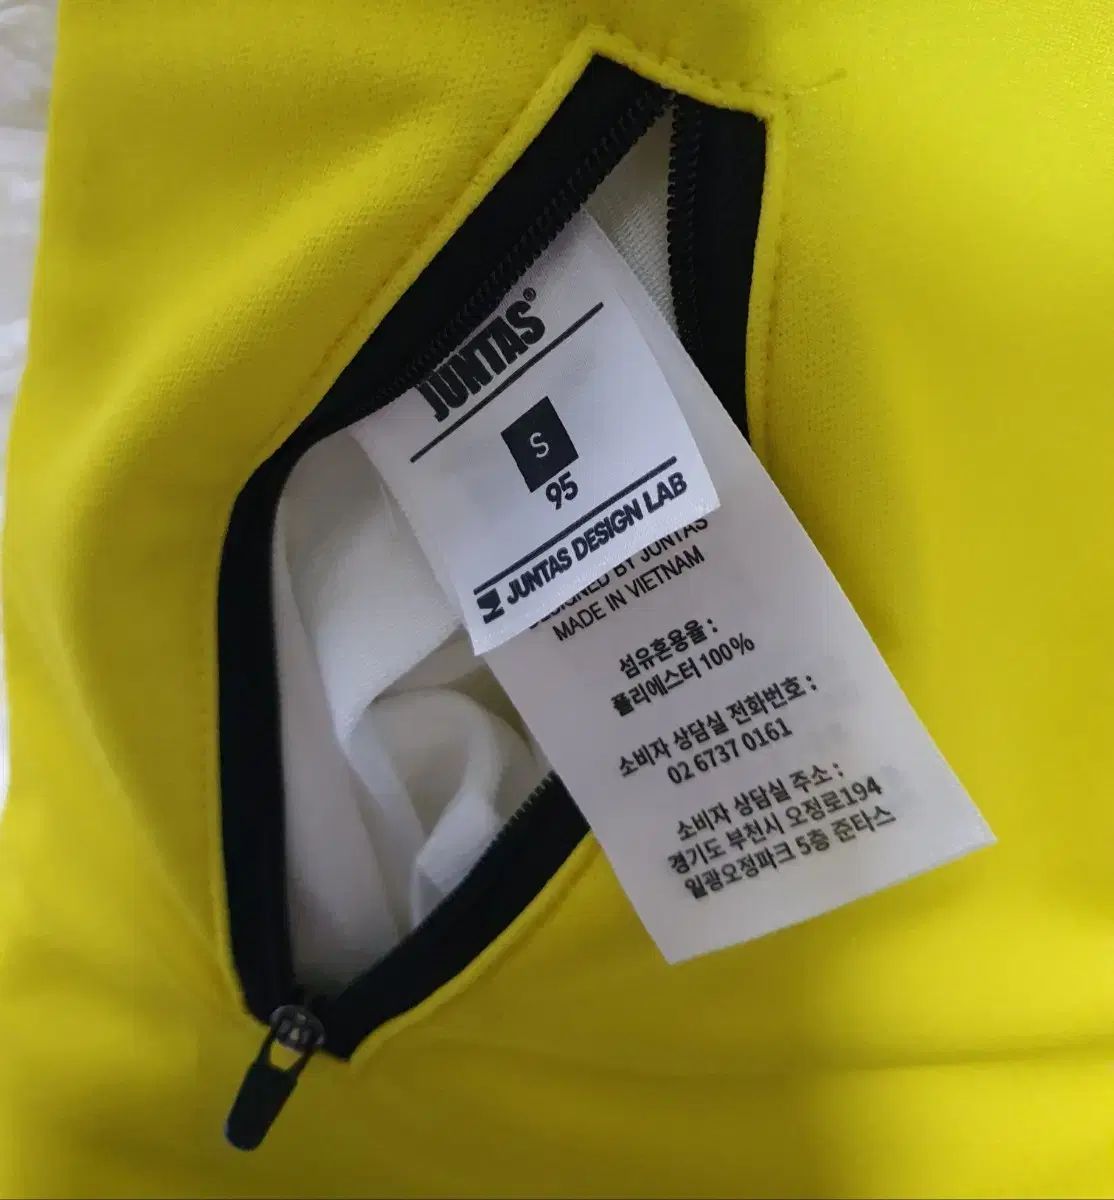 JUNTAS®
S
95
JUNTAS DESIGN LAB
DESIGNED BY JUNTAS
MADE IN VIETNAM
섬유혼용율 :
폴리에스터 100%
소비자 상담실 전화번호 :
02 6737 0161
소비자 상담실 주소 :
경기도 부천시 오정로194
일광오정파크 5층 준타스